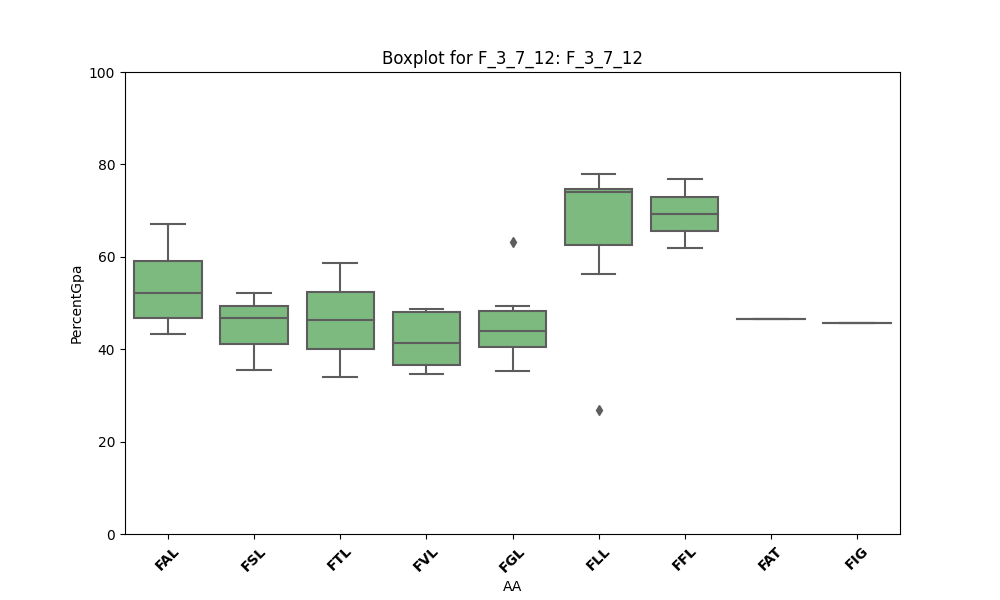 Boxplot for F_3_7_12: F_3_7_12
PercentGpa
100
80
60
40
20
0
FAL FSL FTL FVL FGL FLL FFL FAT FIG
AA